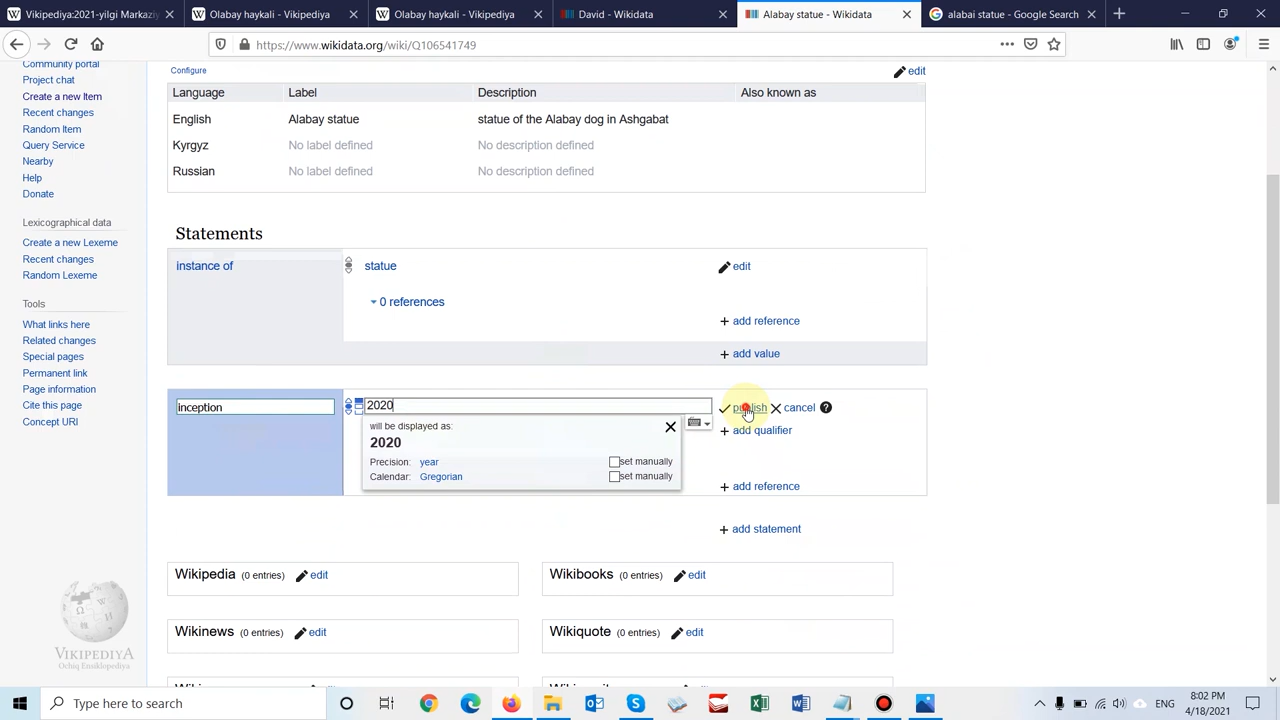 Vikipediya:2021-yilgi Markaziy
Olabay haykali - Vikipediya
Olabay haykali - Vikipediya
David - Wikidata
Alabay statue - Wikidata
alabai statue - Google Search
https://www.wikidata.org/wiki/Q106541749
Community portal
Project chat
Create a new Item
Recent changes
Random Item
Query Service
Nearby
Help
Donate
Lexicographical data
Create a new Lexeme
Recent changes
Random Lexeme
Tools
What links here
Related changes
Special pages
Permanent link
Page information
Cite this page
Concept URI
VIKIPEDIYA
Ochiq Ensiklopediya
Configure
edit
Language Label Description Also known as
English Alabay statue statue of the Alabay dog in Ashgabat
Kyrgyz No label defined No description defined
Russian No label defined No description defined
Statements
instance of statue edit
0 references
+ add reference
+ add value
inception 2020 publish cancel
will be displayed as:
2020
Precision: year set manually
Calendar: Gregorian set manually
+ add qualifier
+ add reference
+ add statement
Wikipedia (0 entries) edit
Wikibooks (0 entries) edit
Wikinews (0 entries) edit
Wikiquote (0 entries) edit
Type here to search
ENG
8:02 PM
4/18/2021